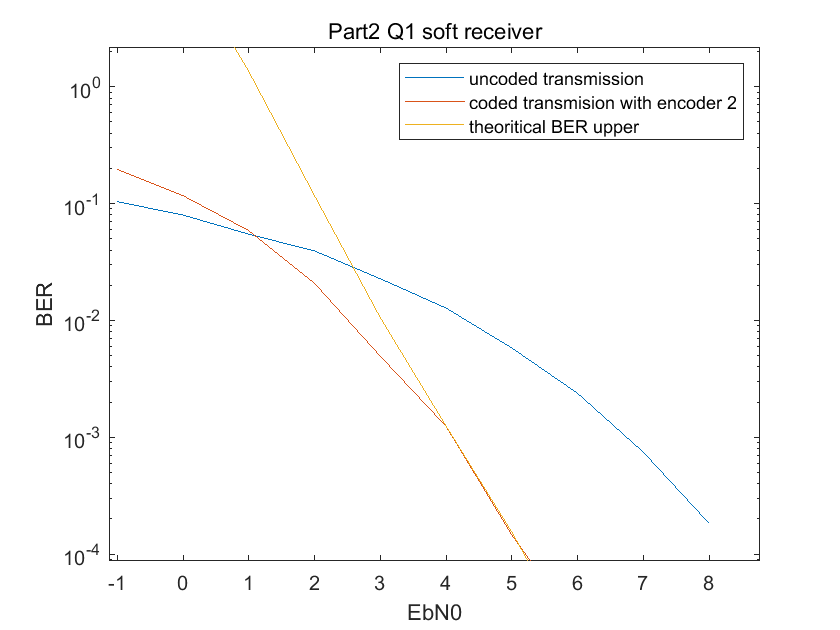 Part2 Q1 soft receiver
uncoded transmission
coded transmision with encoder 2
theoritical BER upper
10^0
10^-1
10^-2
10^-3
10^-4
BER
-1 0 1 2 3 4 5 6 7 8
EbN0